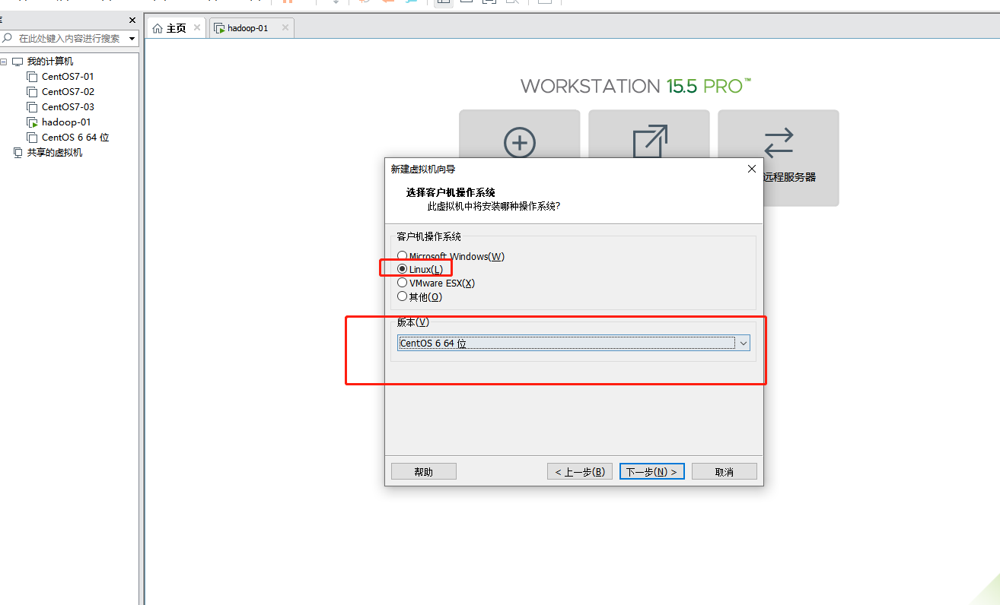 主页
hadoop-01
在此处键入内容进行搜索
我的计算机
CentOS7-01
CentOS7-02
CentOS7-03
hadoop-01
CentOS 6 64 位
共享的虚拟机
WORKSTATION 15.5 PRO™
远程服务器
新建虚拟机向导
选择客户机操作系统
此虚拟机中将安装哪种操作系统?
客户机操作系统
Microsoft Windows(W)
Linux(L)
VMware ESX(X)
其他(O)
版本(V)
CentOS 6 64 位
帮助
< 上一步(B)
下一步(N) >
取消